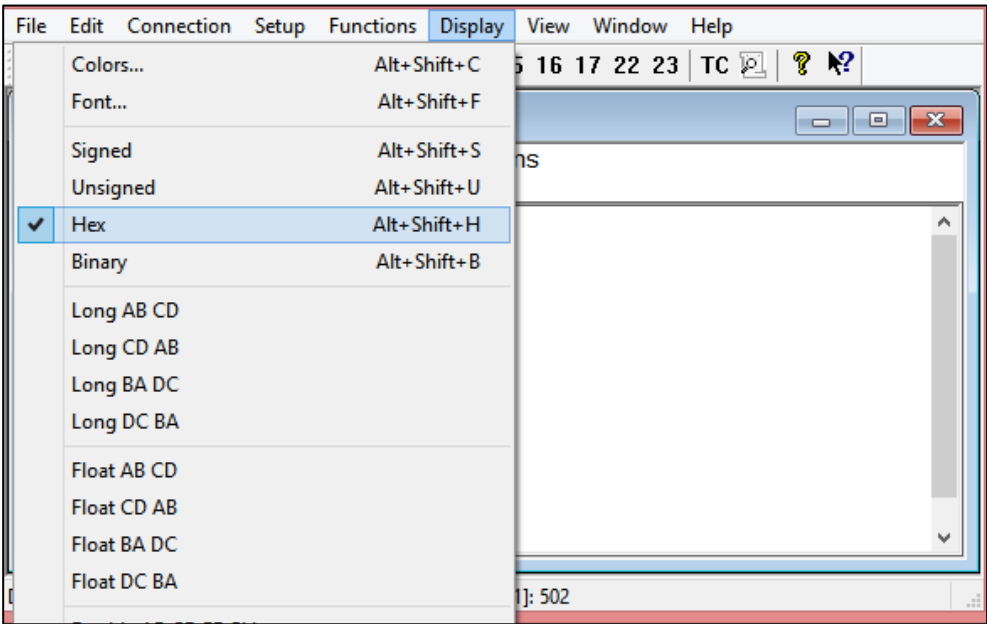 File Edit Connection Setup Functions Display View Window Help
Colors... Alt+Shift+C
16 17 22 23 TC
Font... Alt+Shift+F
Signed Alt+Shift+S
Unsigned Alt+Shift+U
Hex Alt+Shift+H
Binary Alt+Shift+B
Long AB CD
Long CD AB
Long BA DC
Long DC BA
Float AB CD
Float CD AB
Float BA DC
Float DC BA
502